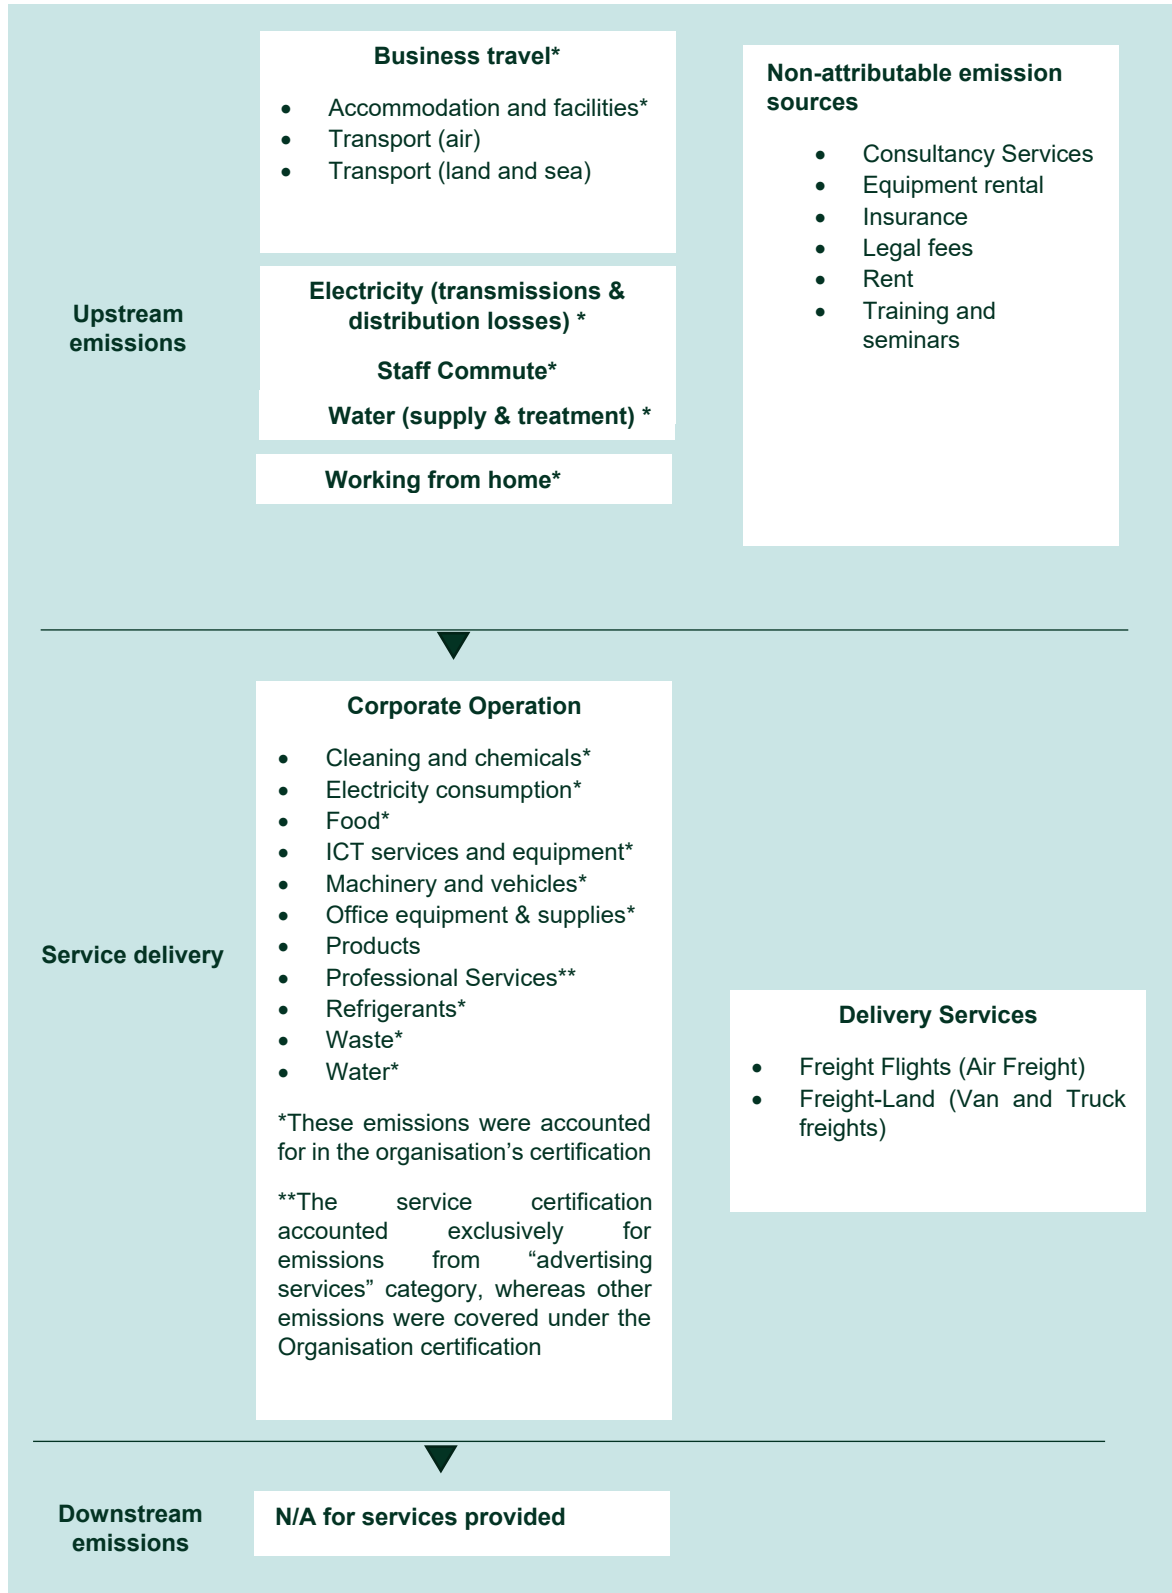 Business travel*
• Accommodation and facilities*
• Transport (air)
• Transport (land and sea)
Non-attributable emission
sources
• Consultancy Services
• Equipment rental
• Insurance
• Legal fees
• Rent
• Training and
seminars
Upstream
emissions
Electricity (transmissions &
distribution losses) *
Staff Commute*
Water (supply & treatment) *
Working from home*
Service delivery
Corporate Operation
• Cleaning and chemicals*
• Electricity consumption*
• Food*
• ICT services and equipment*
• Machinery and vehicles*
• Office equipment & supplies*
• Products
• Professional Services**
• Refrigerants*
• Waste*
• Water*
*These emissions were accounted
for in the organisation’s certification
**The service certification
accounted exclusively for
emissions from “advertising
services” category, whereas other
emissions were covered under the
Organisation certification
Delivery Services
• Freight Flights (Air Freight)
• Freight-Land (Van and Truck
freights)
Downstream
emissions
N/A for services provided